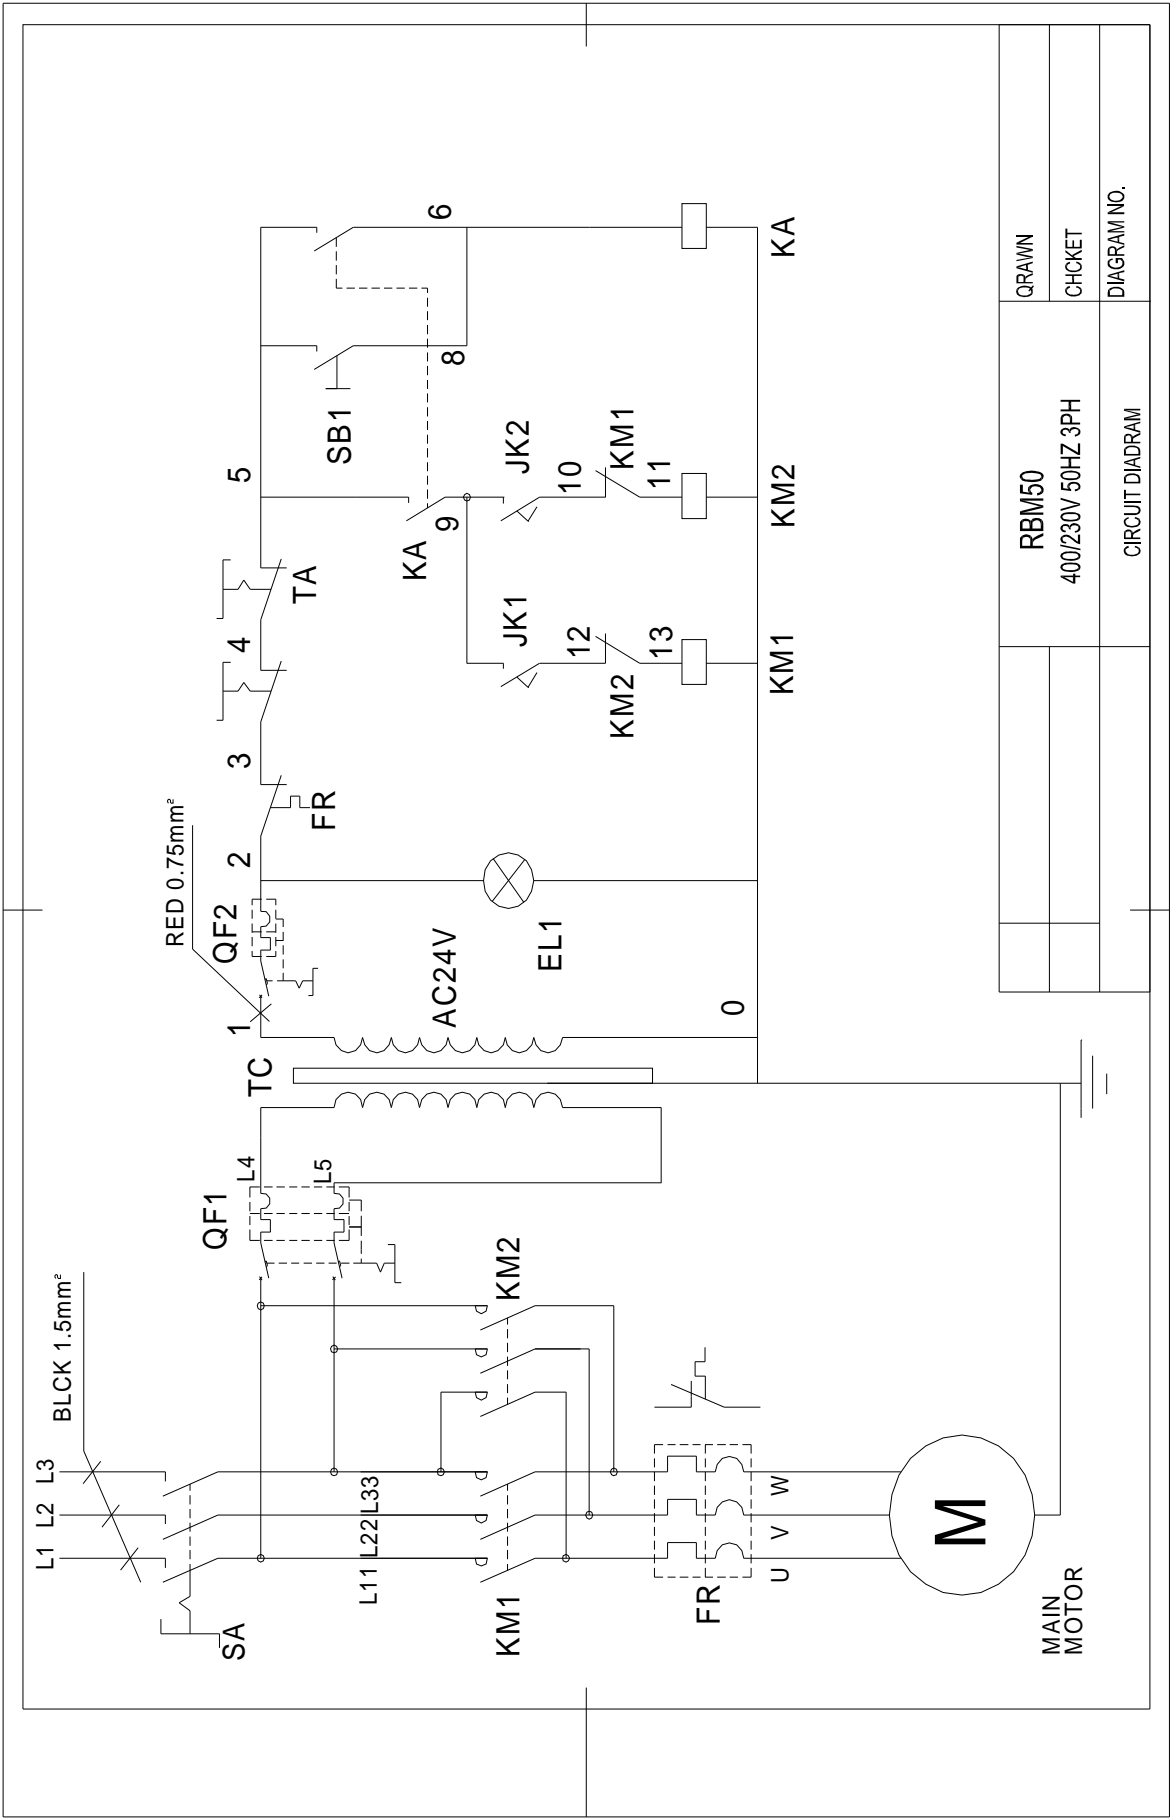 L1
L2
L3
BLCK 1.5mm²
SA
L11
L22
L33
KM1
KM2
FR
U
V
W
M
MAIN
MOTOR
QF1
L4
L5
TC
1
RED 0.75mm²
QF2
AC24V
0
2
EL1
FR
3
4
TA
5
KA
9
JK1
12
KM2
13
KM1
JK2
10
KM1
11
KM2
SB1
8
6
KA
RBM50
400/230V 50HZ 3PH
CIRCUIT DIADRAM
QRAWN
CHCKET
DIAGRAM NO.